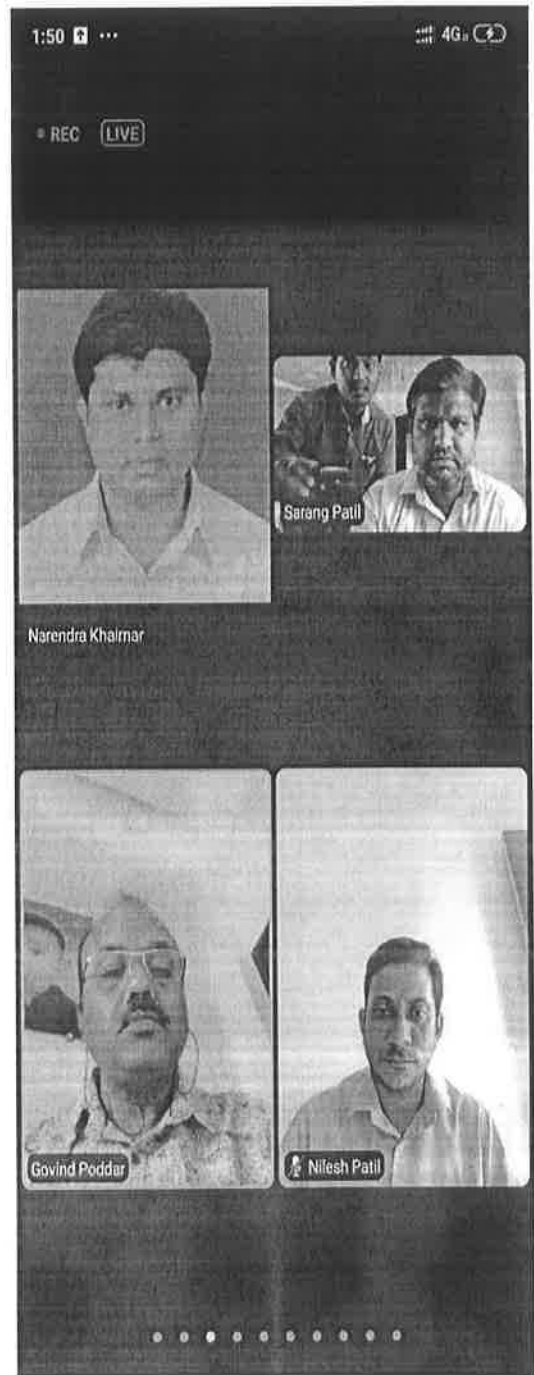 1:50 ... 4G
REC LIVE
Sarang Patil
Narendra Khairnar
Govind Poddar
Nilesh Patil